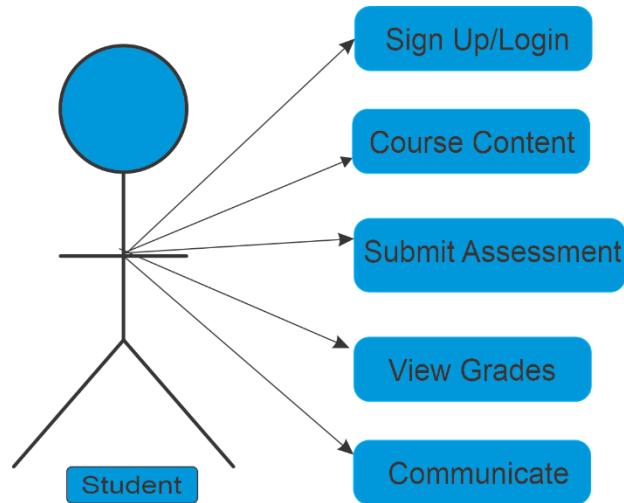 Sign Up/Login
Course Content
Submit Assessment
View Grades
Communicate
Student